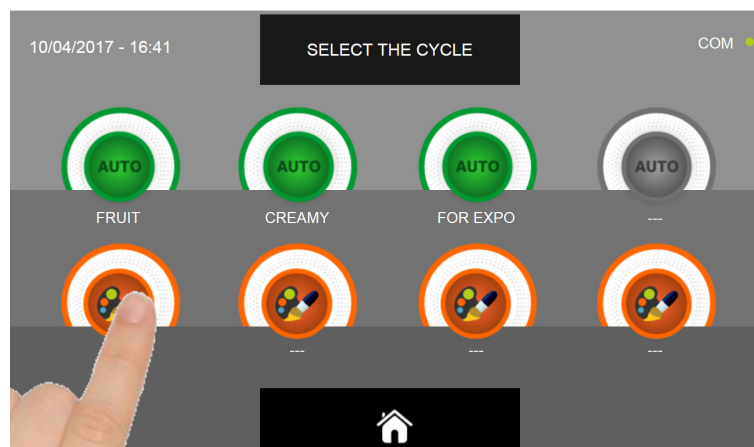 10/04/2017 - 16:41
SELECT THE CYCLE
COM
AUTO
AUTO
AUTO
AUTO
FRUIT
CREAMY
FOR EXPO
---
---
---
---